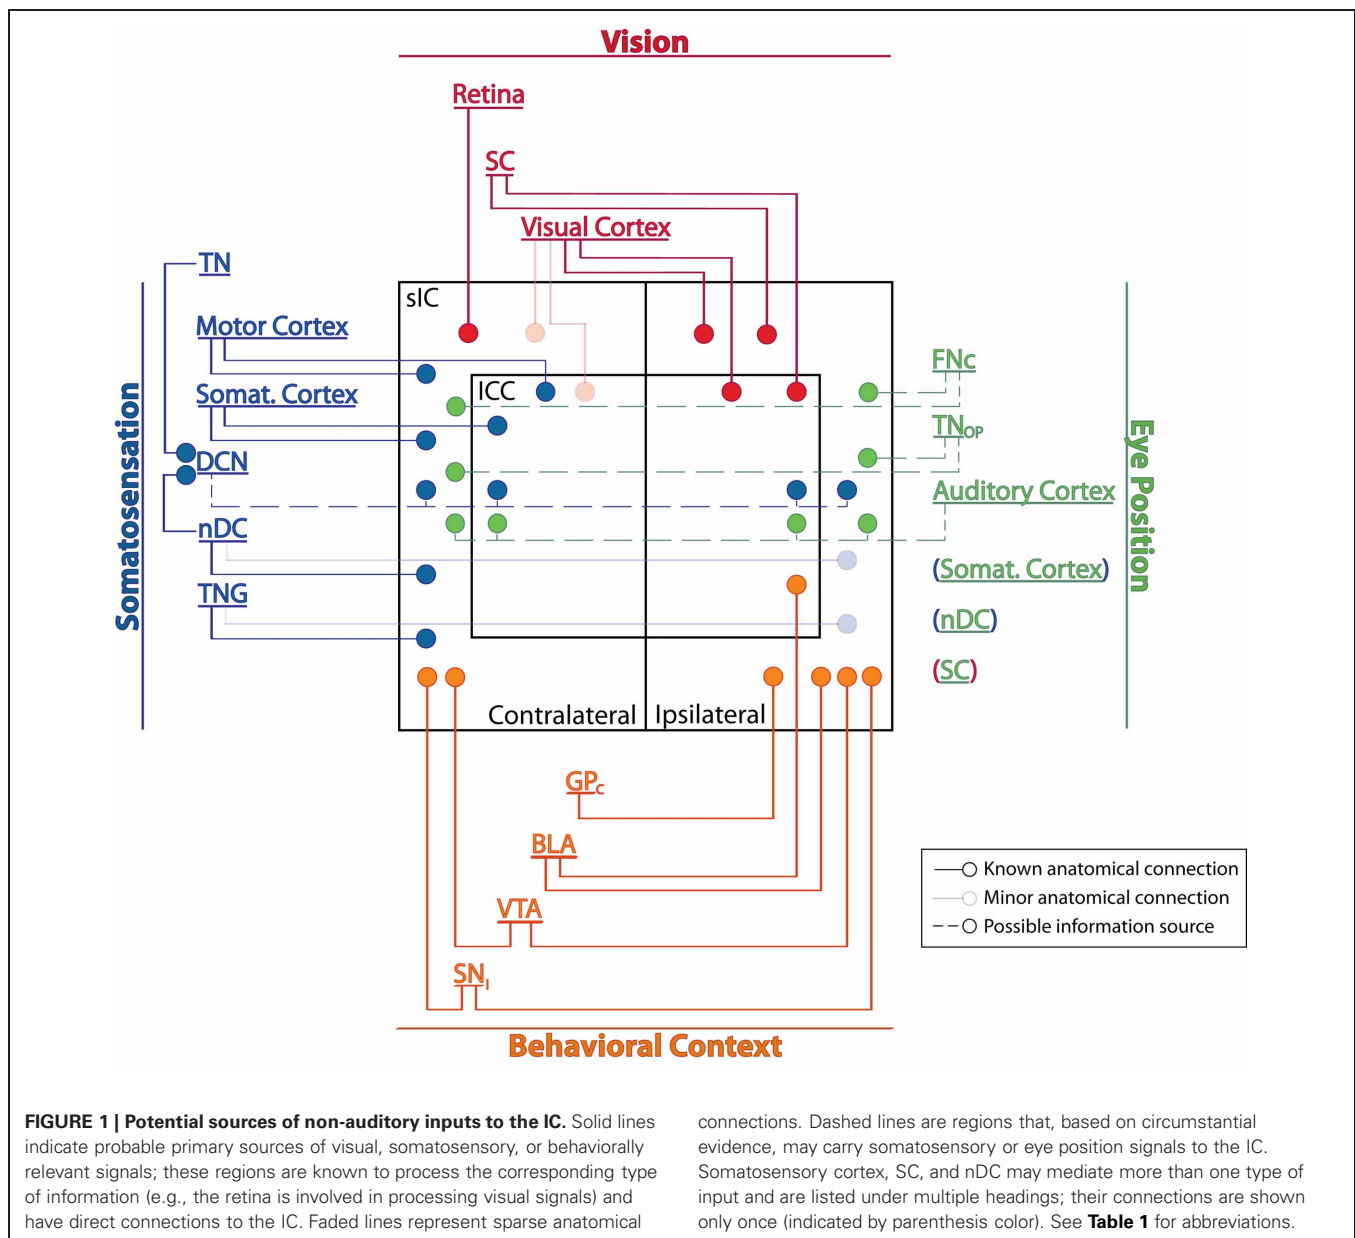 Vision
Retina
SC
Visual Cortex
TN
sIC
Motor Cortex
FNc
ICC
Somat. Cortex
TNOP
DCN
Auditory Cortex
nDC
(Somat. Cortex)
TNG
(nDC)
(SC)
Somatosensation
Eye Position
Contralateral
Ipsilateral
GPC
BLA
Known anatomical connection
Minor anatomical connection
VTA
Possible information source
SNl
Behavioral Context
FIGURE 1 | Potential sources of non-auditory inputs to the IC. Solid lines
indicate probable primary sources of visual, somatosensory, or behaviorally
relevant signals; these regions are known to process the corresponding type
of information (e.g., the retina is involved in processing visual signals) and
have direct connections to the IC. Faded lines represent sparse anatomical
connections. Dashed lines are regions that, based on circumstantial
evidence, may carry somatosensory or eye position signals to the IC.
Somatosensory cortex, SC, and nDC may mediate more than one type of
input and are listed under multiple headings; their connections are shown
only once (indicated by parenthesis color). See Table 1 for abbreviations.